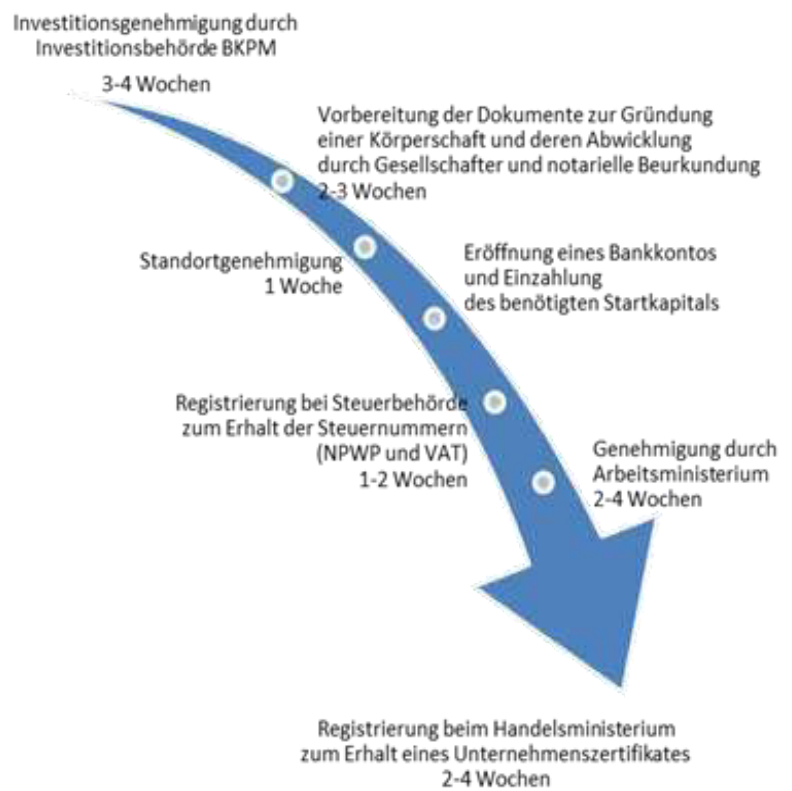 Investitionsgenehmigung durch
Investitionsbehörde BKPM
3-4 Wochen
Vorbereitung der Dokumente zur Gründung
einer Körperschaft und deren Abwicklung
durch Gesellschafter und notarielle Beurkundung
2-3 Wochen
Standortgenehmigung
1 Woche
Eröffnung eines Bankkontos
und Einzahlung
des benötigten Startkapitals
Registrierung bei Steuerbehörde
zum Erhalt der Steuernummern
(NPWP und VAT)
1-2 Wochen
Genehmigung durch
Arbeitsministerium
2-4 Wochen
Registrierung beim Handelsministerium
zum Erhalt eines Unternehmenszertifikates
2-4 Wochen